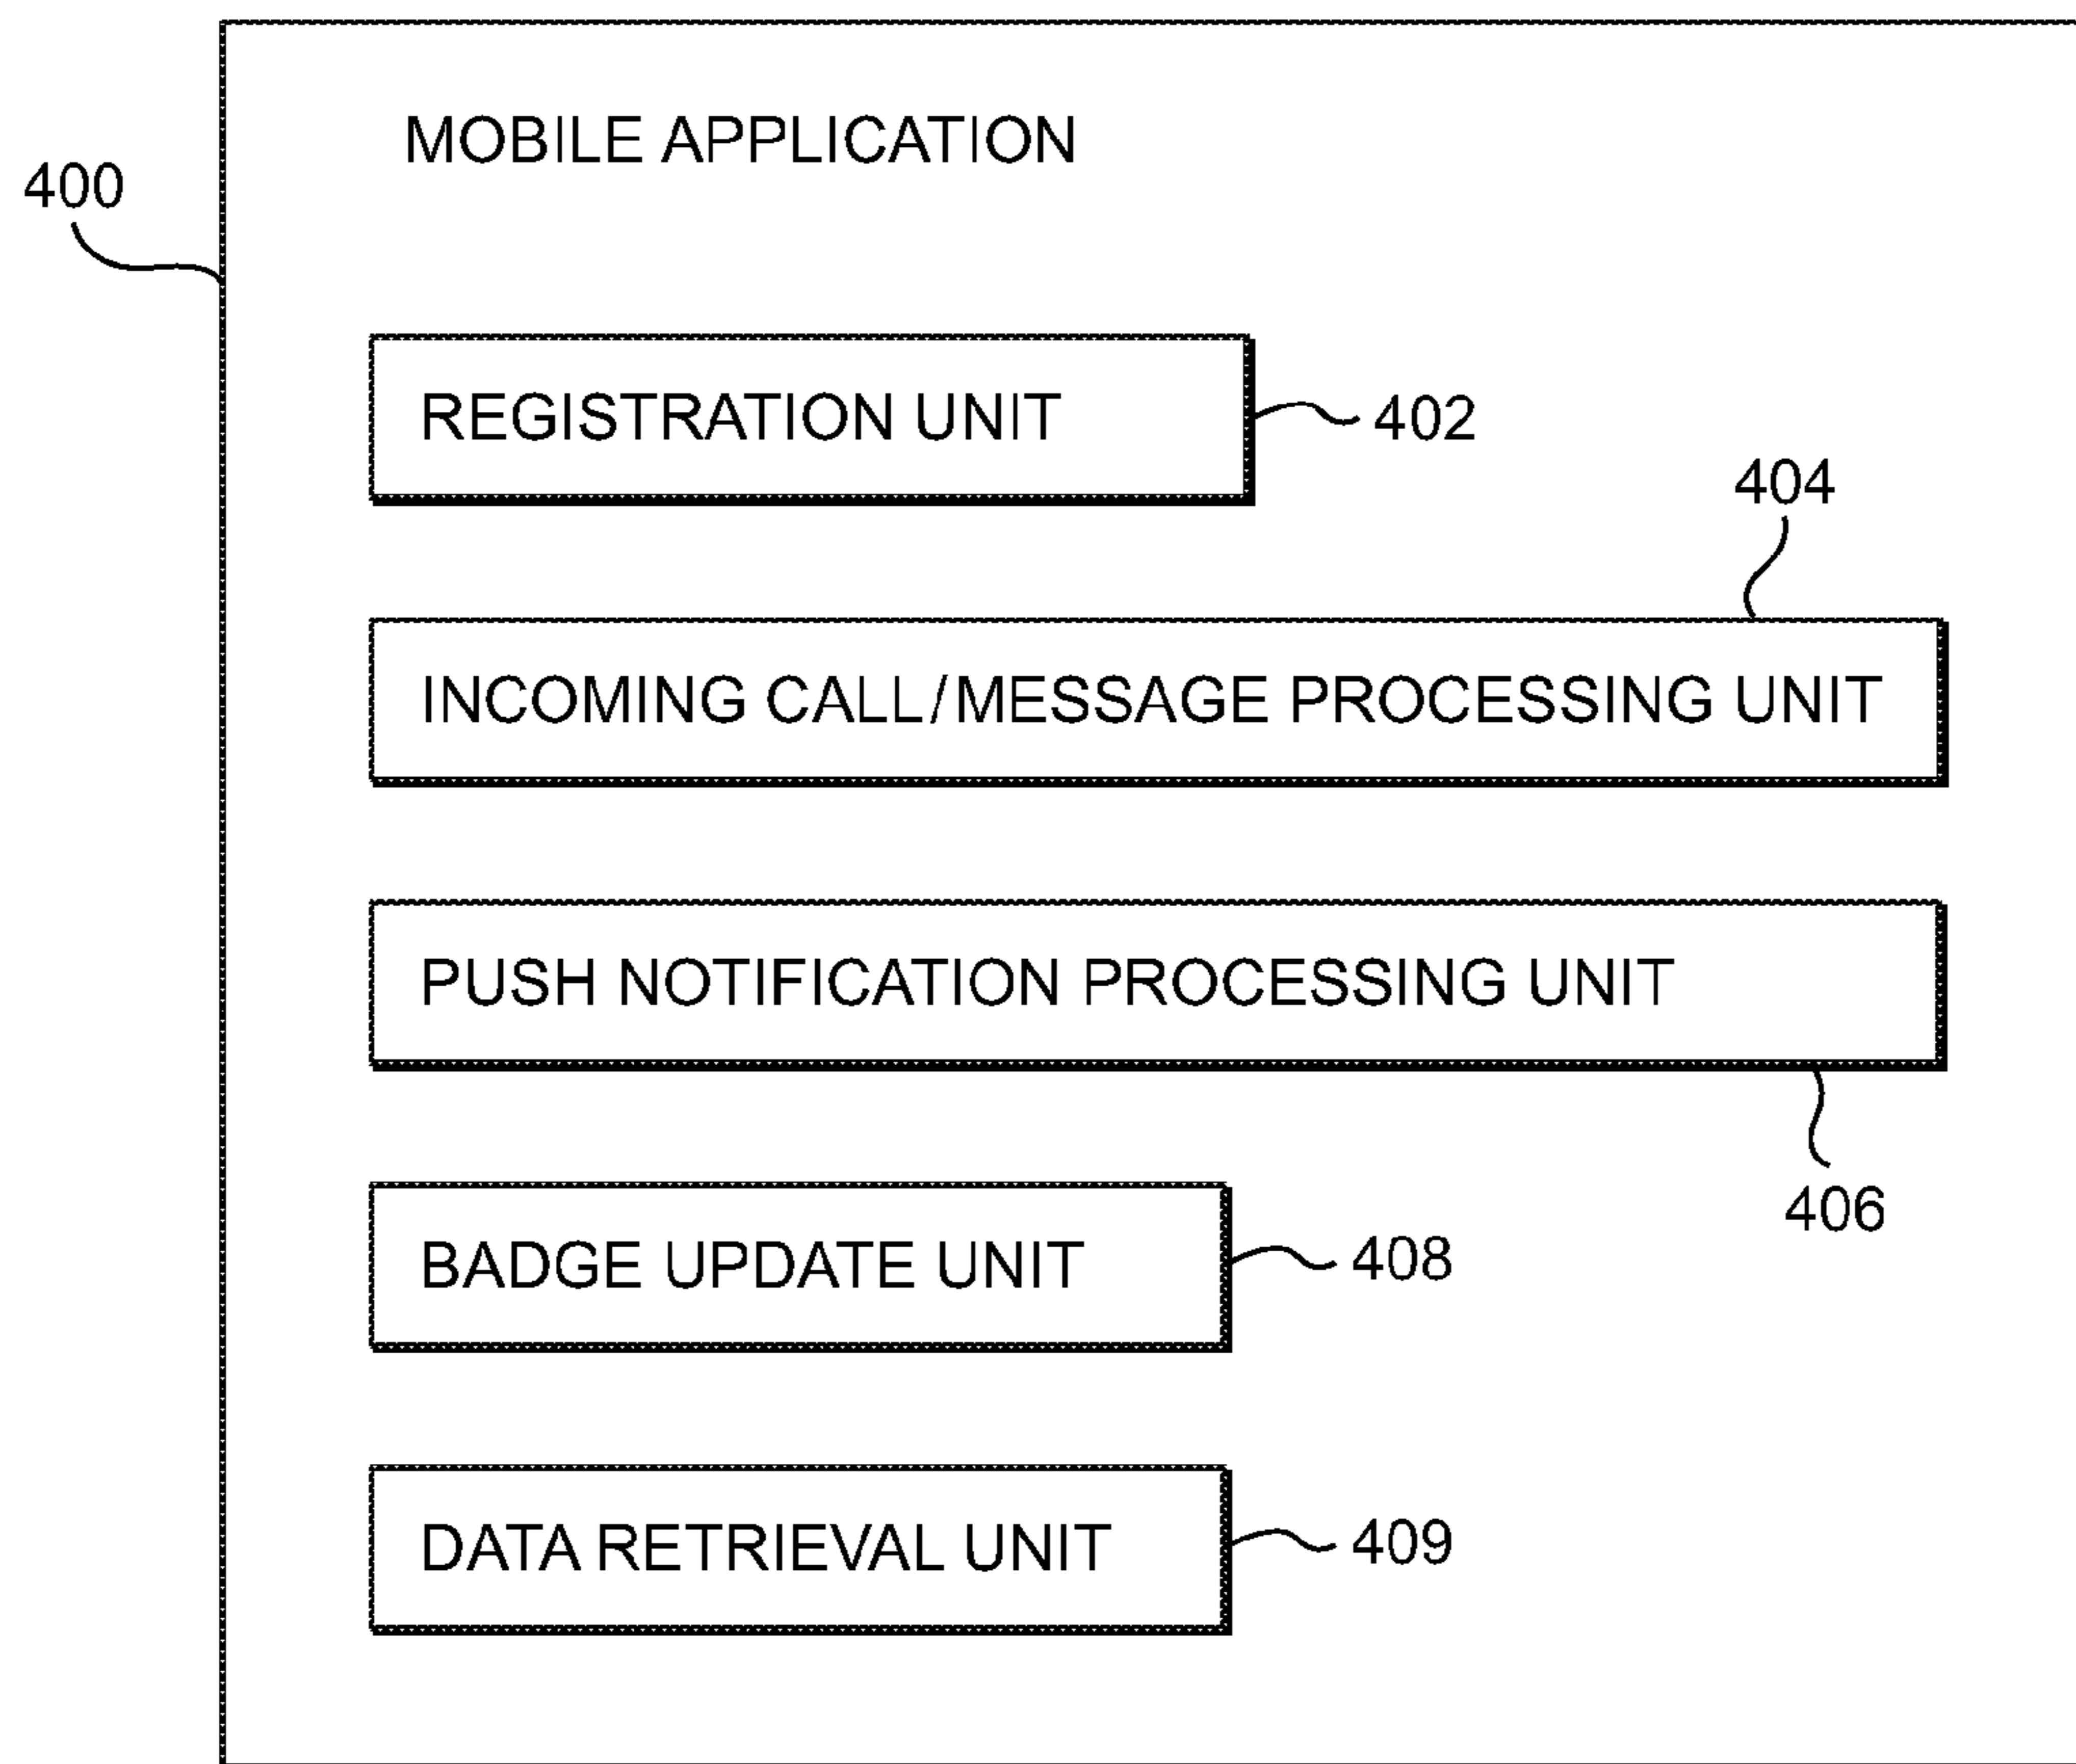 MOBILE APPLICATION
400
REGISTRATION UNIT
402
404
INCOMING CALL/MESSAGE PROCESSING UNIT
PUSH NOTIFICATION PROCESSING UNIT
406
BADGE UPDATE UNIT
408
DATA RETRIEVAL UNIT
409